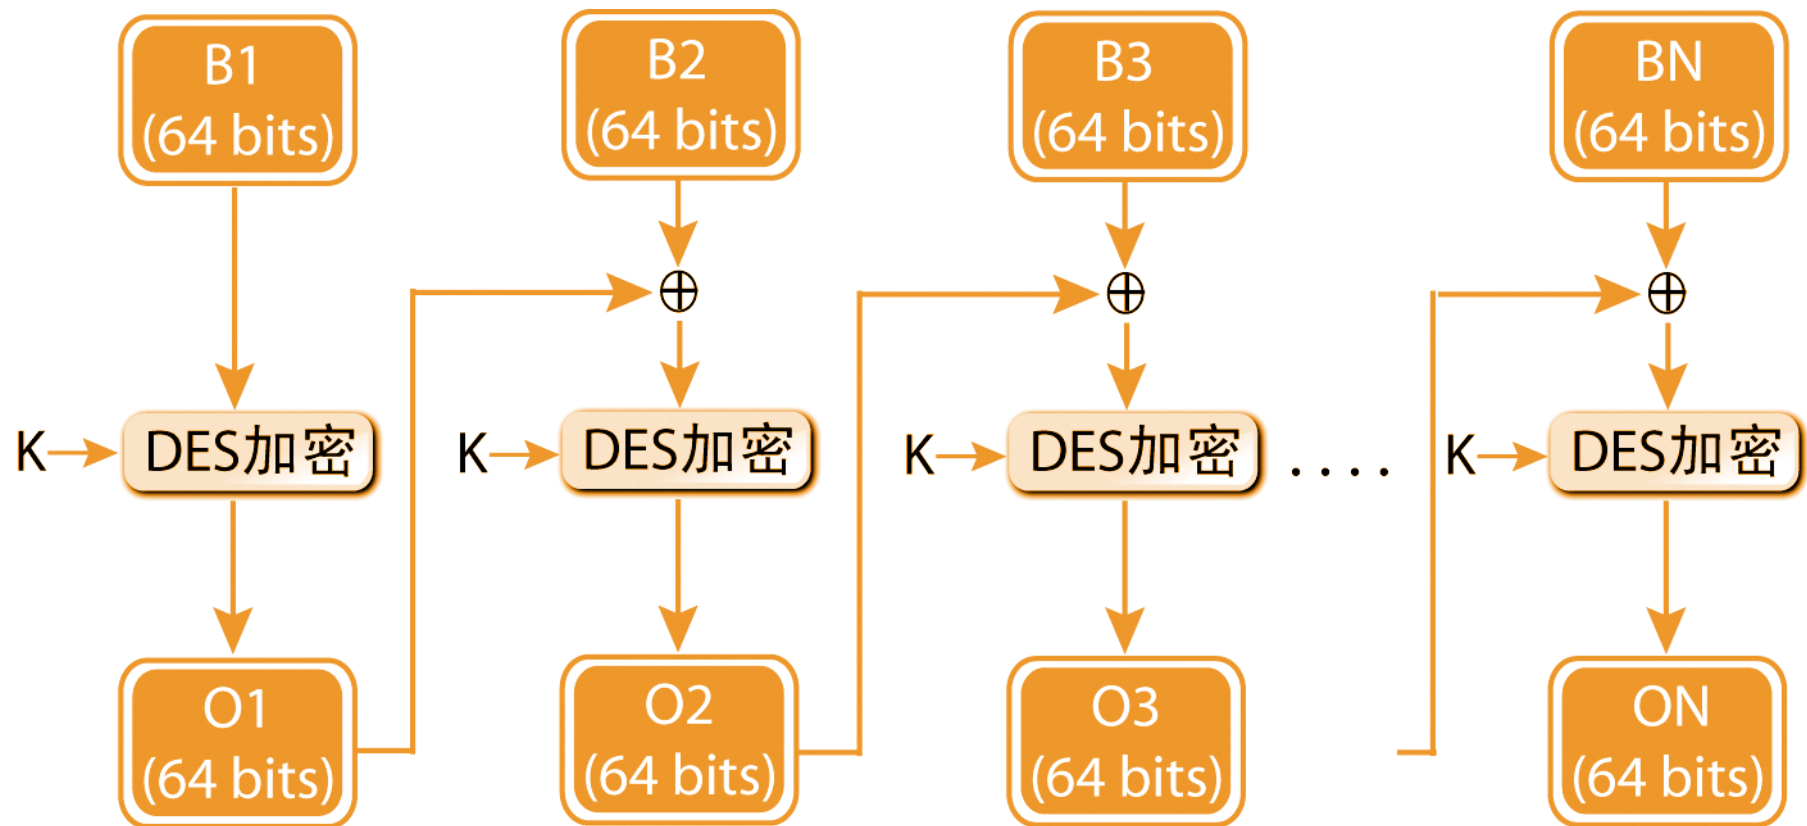 B1
(64 bits)
B2
(64 bits)
B3
(64 bits)
BN
(64 bits)
⊕
⊕
⊕
K
DES加密
K
DES加密
K
DES加密
....
K
DES加密
O1
(64 bits)
O2
(64 bits)
O3
(64 bits)
ON
(64 bits)